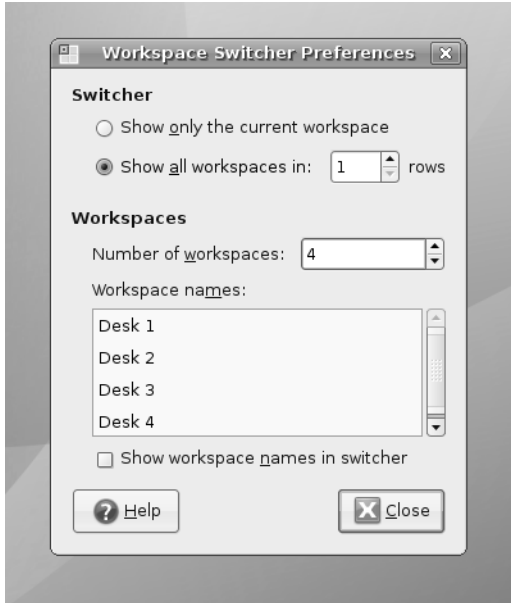 Workspace Switcher Preferences
Switcher
Show only the current workspace
Show all workspaces in: 1 rows
Workspaces
Number of workspaces: 4
Workspace names:
Desk 1
Desk 2
Desk 3
Desk 4
Show workspace names in switcher
Help Close